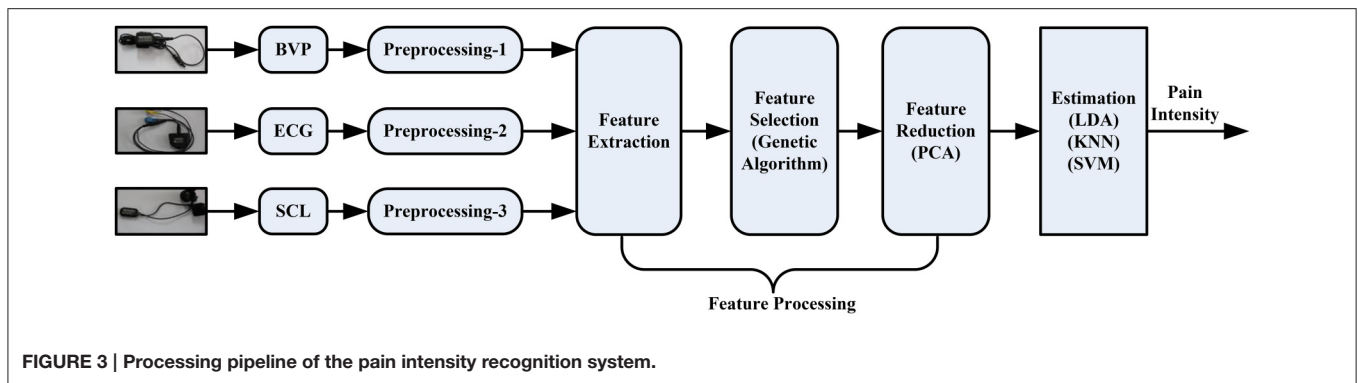 BVP
Preprocessing-1
ECG
Preprocessing-2
SCL
Preprocessing-3
Feature
Extraction
Feature
Selection
(Genetic
Algorithm)
Feature
Reduction
(PCA)
Estimation
(LDA)
(KNN)
(SVM)
Pain
Intensity
Feature Processing
FIGURE 3 | Processing pipeline of the pain intensity recognition system.